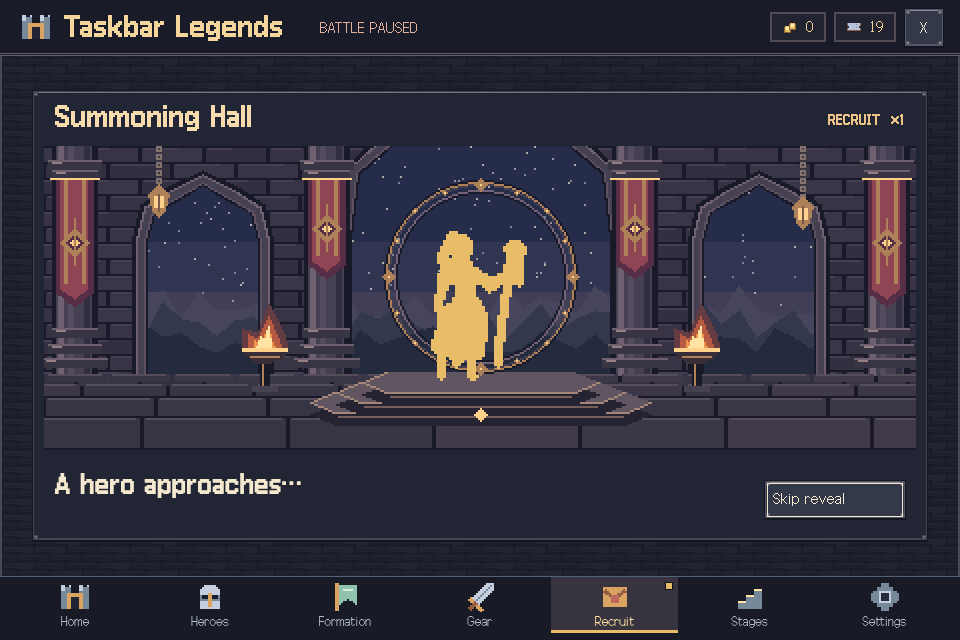 Taskbar Legends
BATTLE PAUSED
0
19
X
Summoning Hall
RECRUIT ×1
A hero approaches...
Skip reveal
Home
Heroes
Formation
Gear
Recruit
Stages
Settings